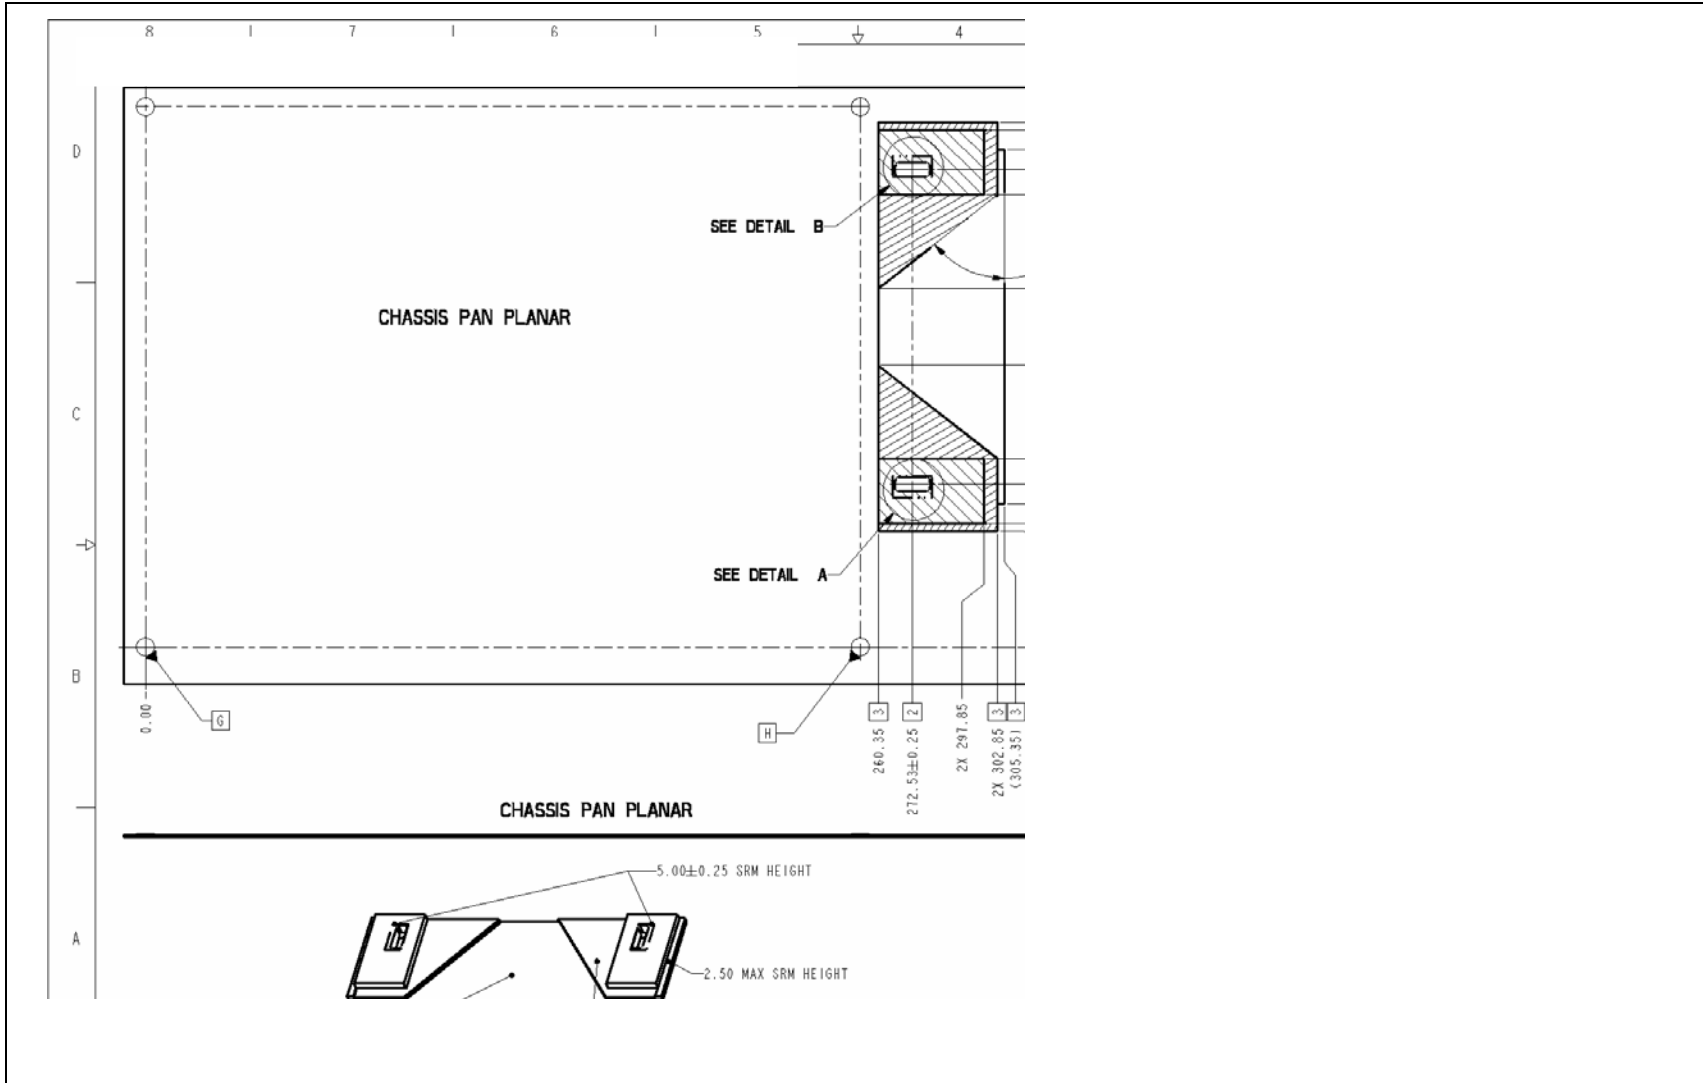 8 7 6 5 4
D
SEE DETAIL B
CHASSIS PAN PLANAR
C
SEE DETAIL A
B
0.00
G
H
260.35 3
272.53±0.25 2
2X 297.85
2X 302.85 3
(305.35) 3
CHASSIS PAN PLANAR
5.00±0.25 SRM HEIGHT
A
2.50 MAX SRM HEIGHT